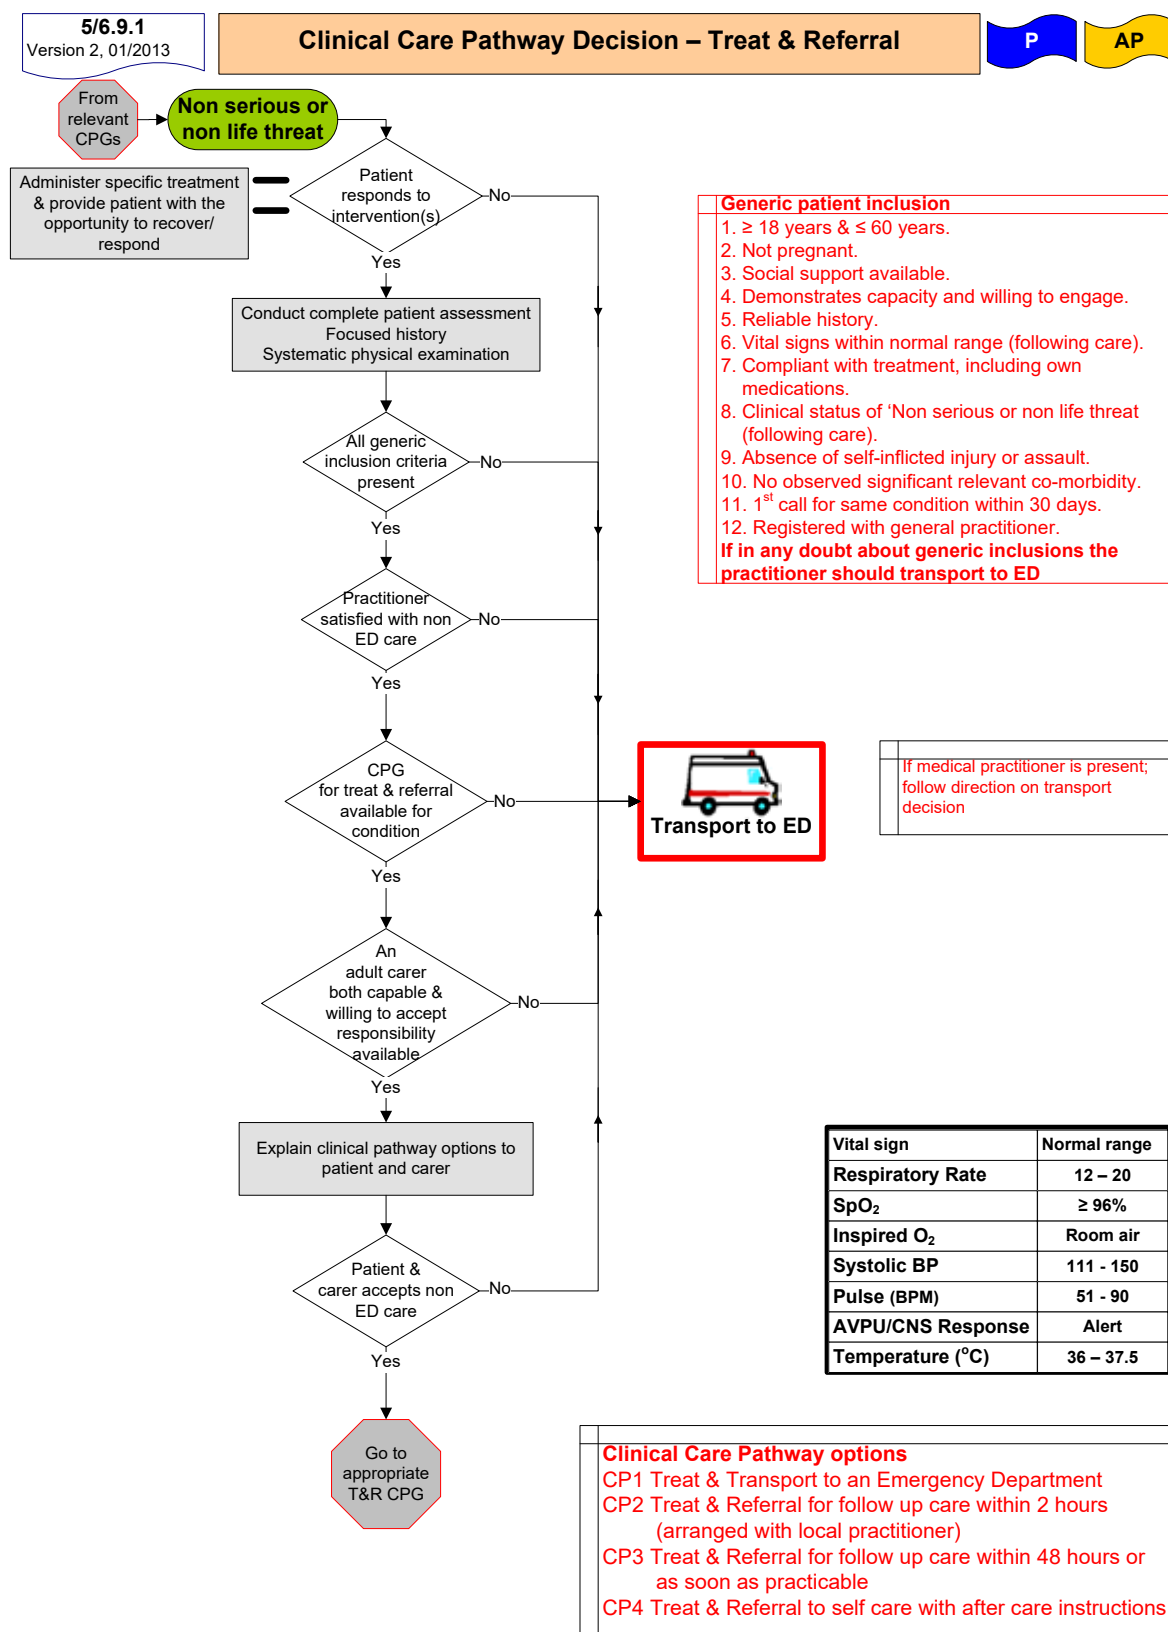 5/6.9.1
Version 2, 01/2013
Clinical Care Pathway Decision – Treat & Referral
P
AP
From
relevant
CPGs
Non serious or
non life threat
Administer specific treatment
& provide patient with the
opportunity to recover/
respond
Patient
responds to
intervention(s)
No
Yes
Generic patient inclusion
1. ≥ 18 years & ≤ 60 years.
2. Not pregnant.
3. Social support available.
4. Demonstrates capacity and willing to engage.
5. Reliable history.
6. Vital signs within normal range (following care).
7. Compliant with treatment, including own
medications.
8. Clinical status of ‘Non serious or non life threat
(following care).
9. Absence of self-inflicted injury or assault.
10. No observed significant relevant co-morbidity.
11. 1st call for same condition within 30 days.
12. Registered with general practitioner.
If in any doubt about generic inclusions the
practitioner should transport to ED
Conduct complete patient assessment
Focused history
Systematic physical examination
All generic
inclusion criteria
present
No
Yes
Practitioner
satisfied with non
ED care
No
Yes
CPG
for treat & referral
available for
condition
No
Yes
Transport to ED
If medical practitioner is present;
follow direction on transport
decision
An
adult carer
both capable &
willing to accept
responsibility
available
No
Yes
Explain clinical pathway options to
patient and carer
Patient &
carer accepts non
ED care
No
Yes
Vital sign Normal range
Respiratory Rate 12 – 20
SpO2 ≥ 96%
Inspired O2 Room air
Systolic BP 111 - 150
Pulse (BPM) 51 - 90
AVPU/CNS Response Alert
Temperature (oC) 36 – 37.5
Go to
appropriate
T&R CPG
Clinical Care Pathway options
CP1 Treat & Transport to an Emergency Department
CP2 Treat & Referral for follow up care within 2 hours
(arranged with local practitioner)
CP3 Treat & Referral for follow up care within 48 hours or
as soon as practicable
CP4 Treat & Referral to self care with after care instructions